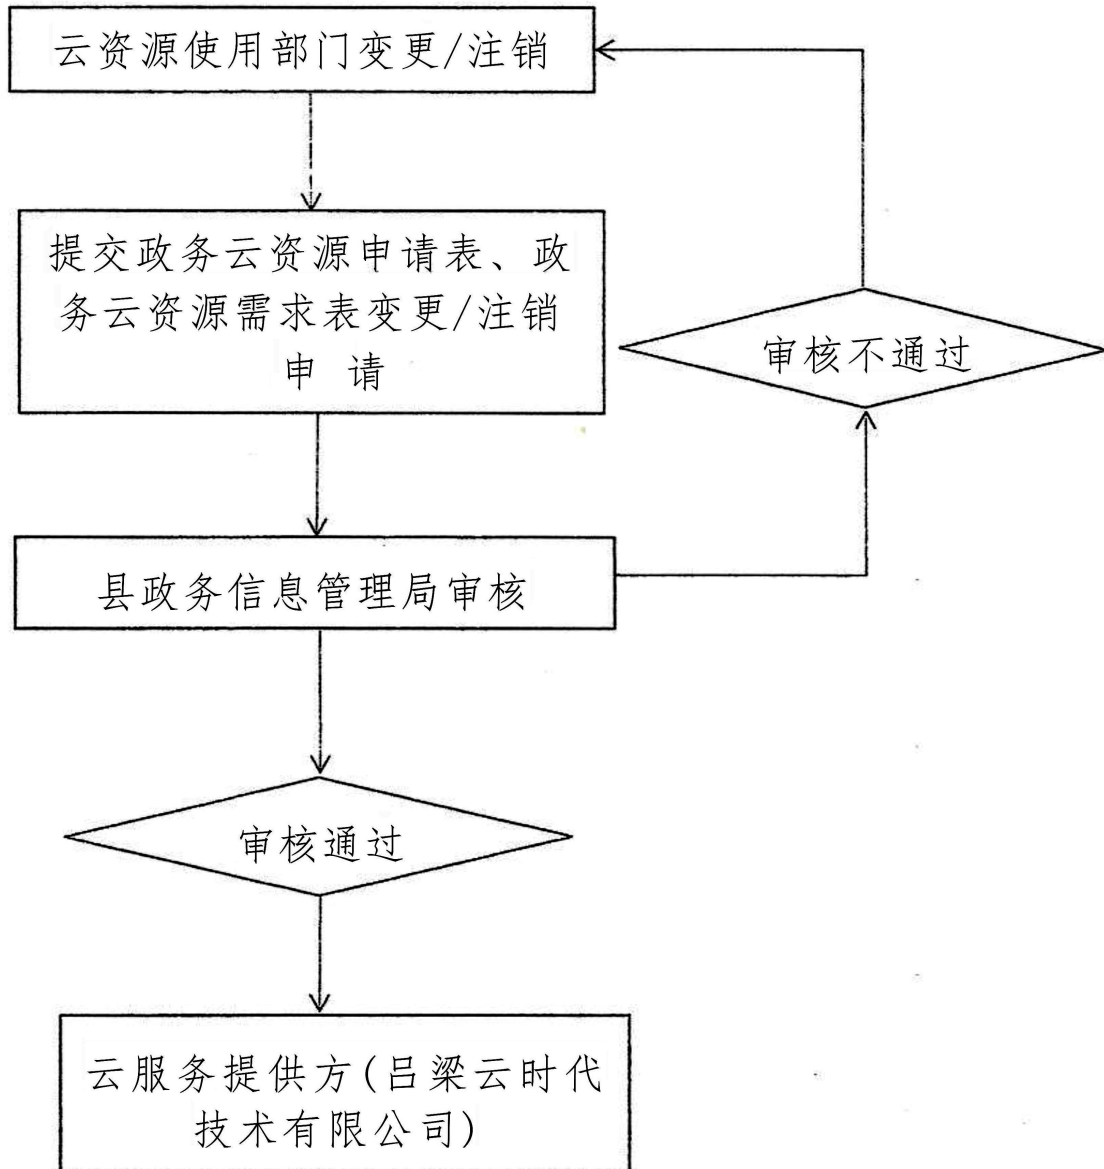 云资源使用部门变更/注销
提交政务云资源申请表、政
务云资源需求表变更/注销
申 请
审核不通过
县政务信息管理局审核
审核通过
云服务提供方(吕梁云时代
技术有限公司)